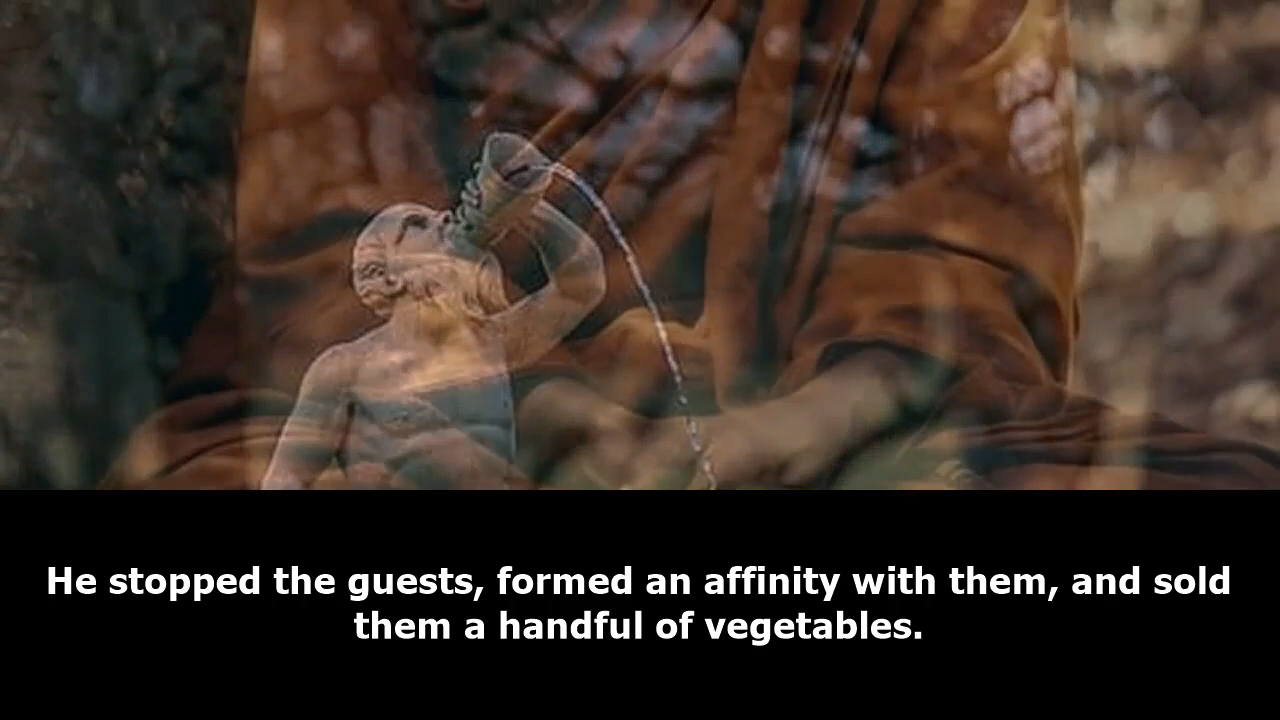 He stopped the guests, formed an affinity with them, and sold
them a handful of vegetables.